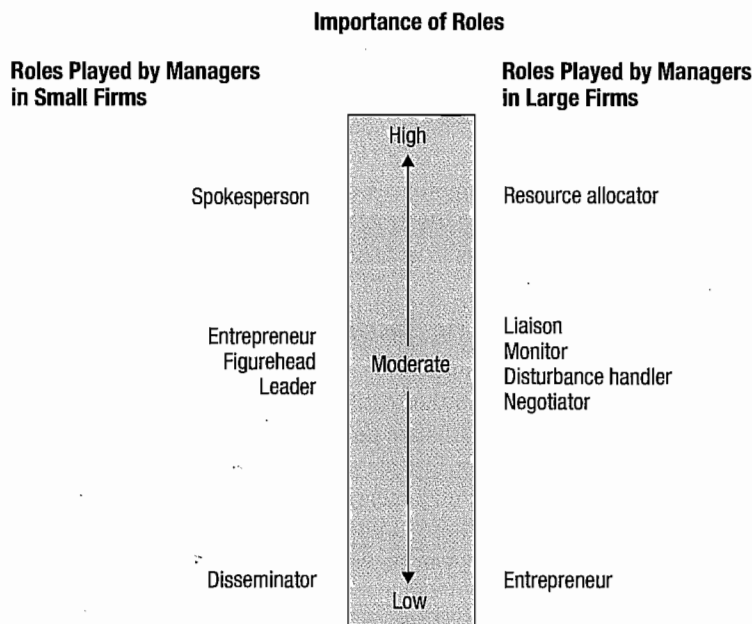 Importance of Roles
Roles Played by Managers
in Small Firms
Roles Played by Managers
in Large Firms
High
Spokesperson
Resource allocator
Entrepreneur
Figurehead
Leader
Moderate
Liaison
Monitor
Disturbance handler
Negotiator
Disseminator
Entrepreneur
Low